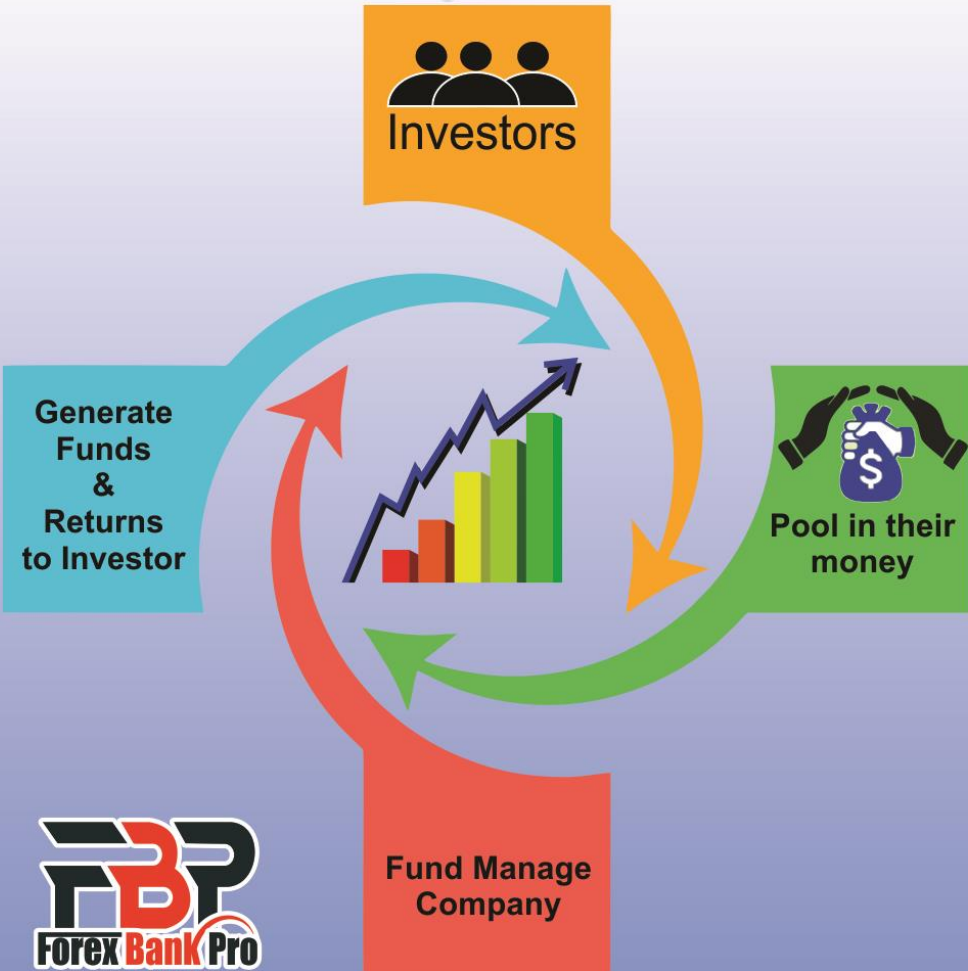 Investors
Generate
Funds
&
Returns
to Investor
$
Pool in their
money
Fund Manage
Company
FBP
Forex Bank Pro